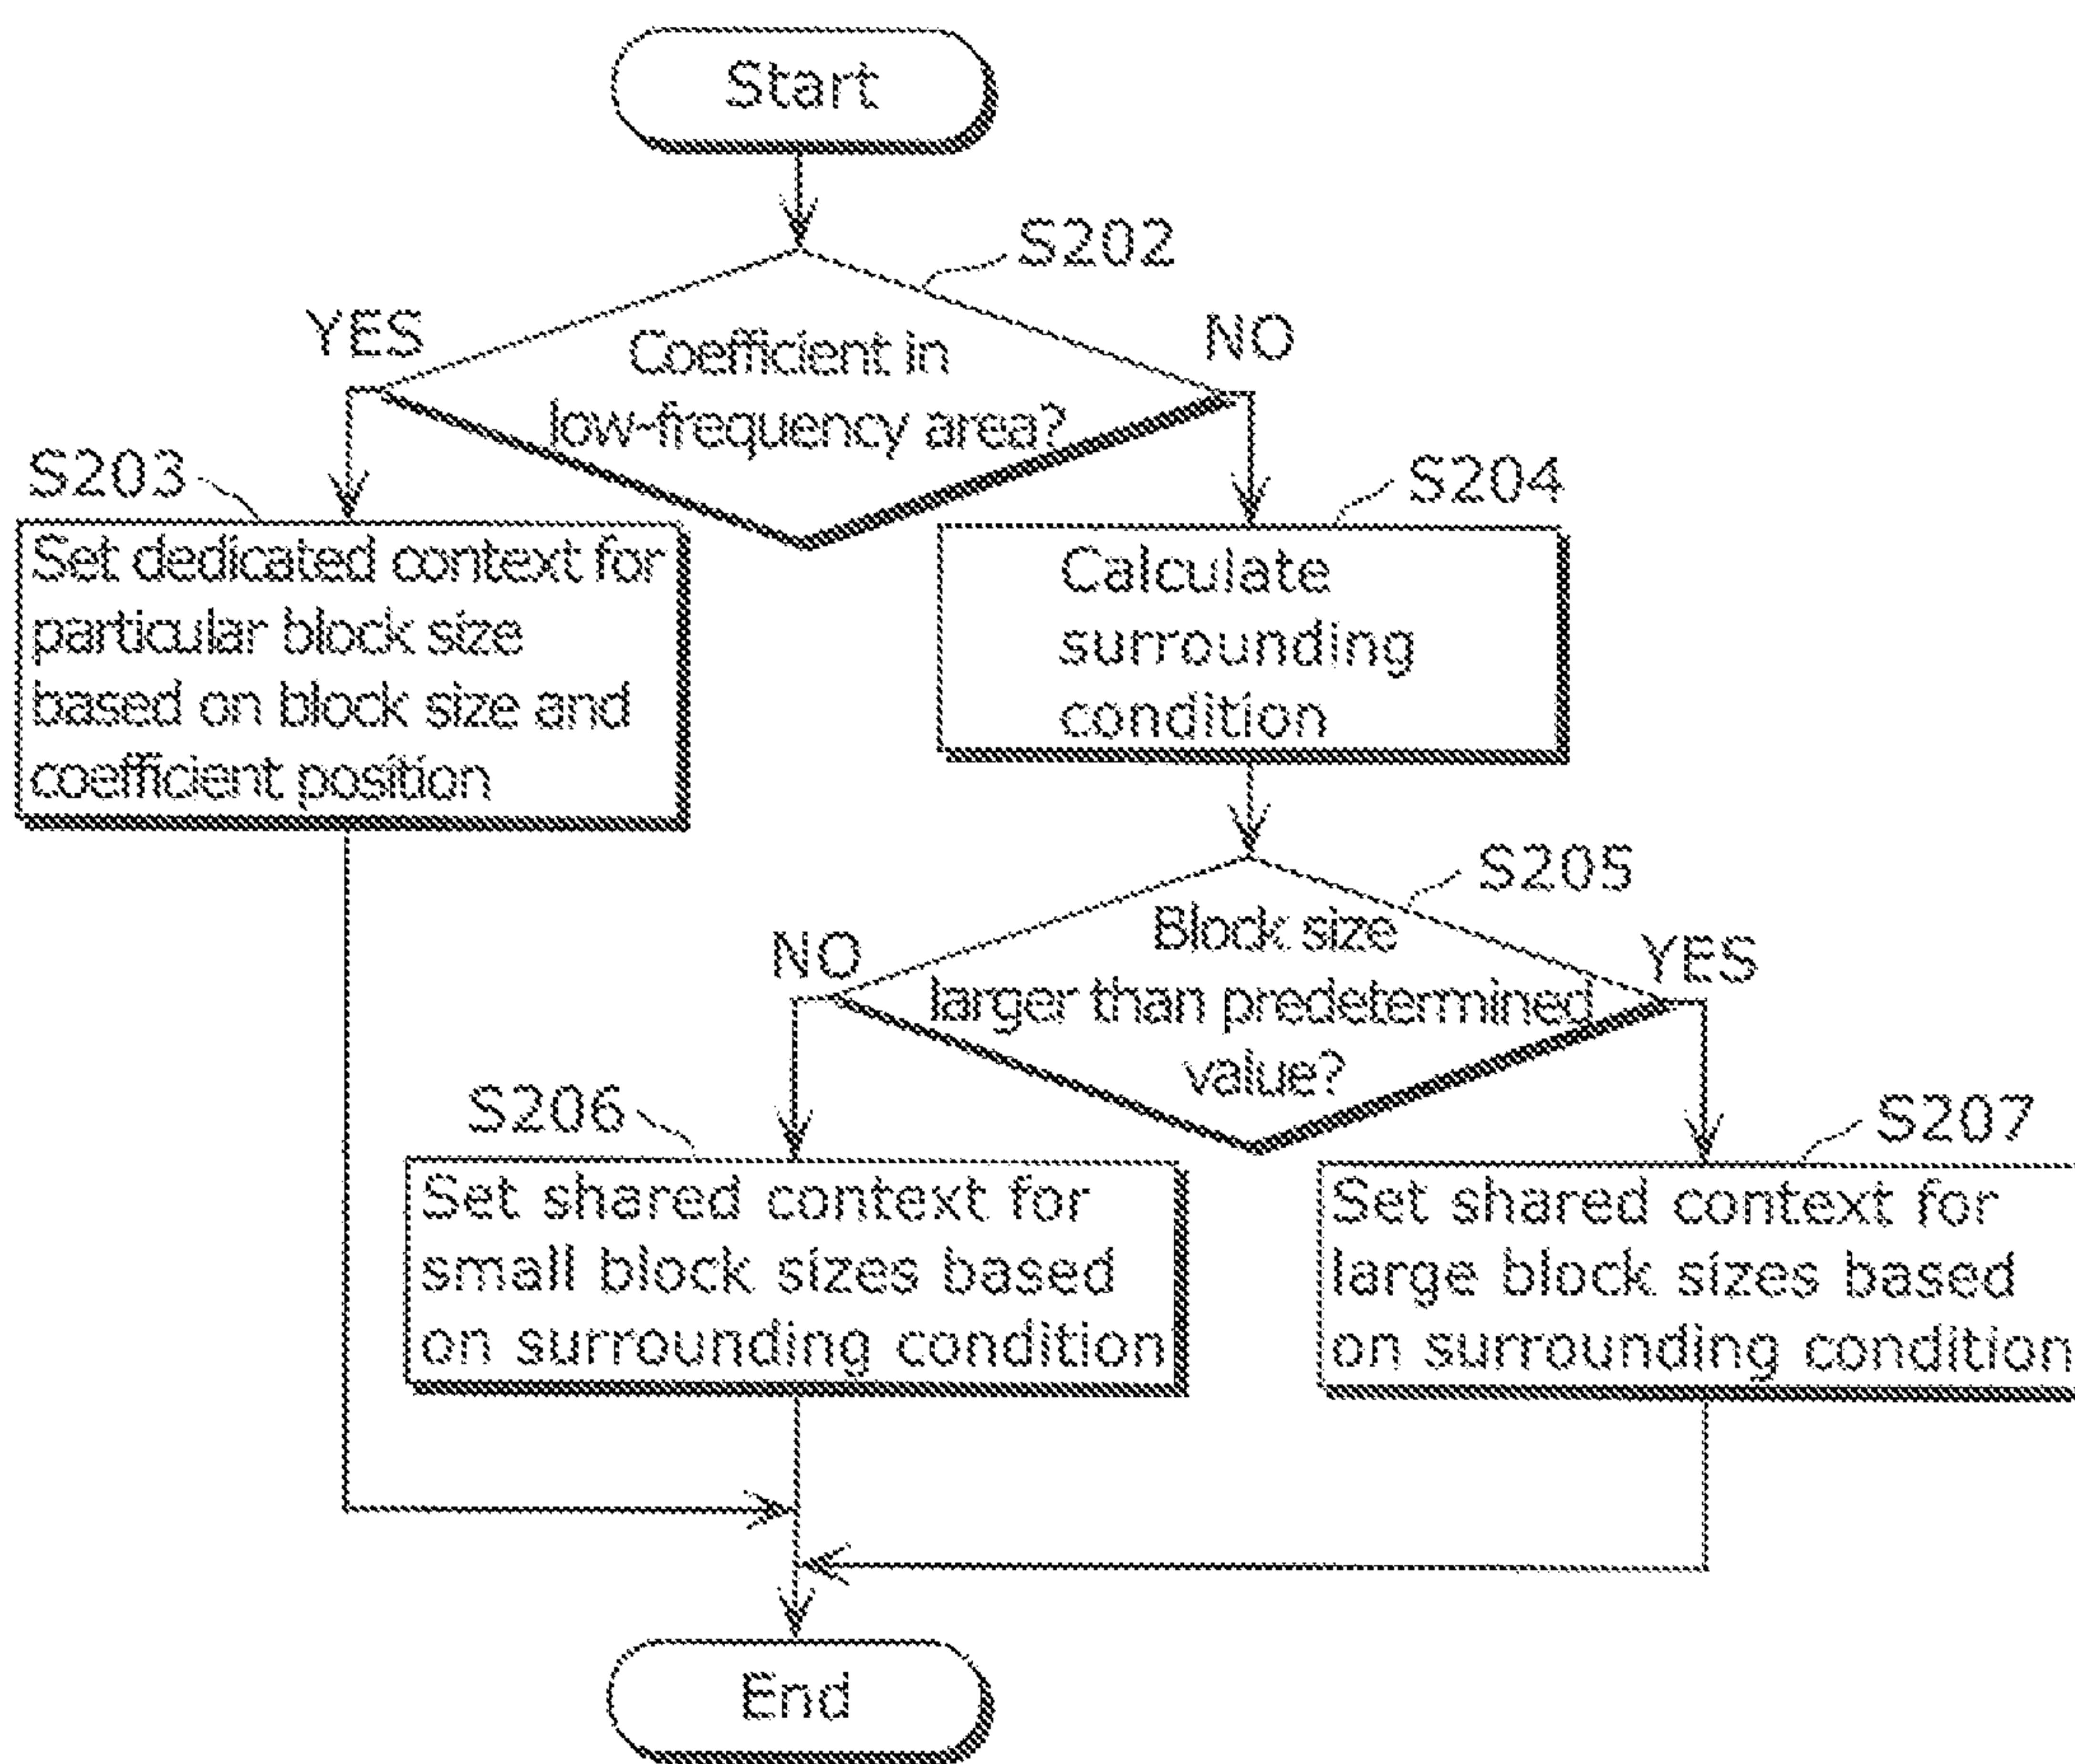 Start
S202
YES
NO
Coefficient in
low-frequency area?
S203
Set dedicated context for
particular block size
based on block size and
coefficient position
S204
Calculate
surrounding
condition
S205
NO
YES
Block size
larger than predetermined
value?
S206
Set shared context for
small block sizes based
on surrounding condition
S207
Set shared context for
large block sizes based
on surrounding condition
End